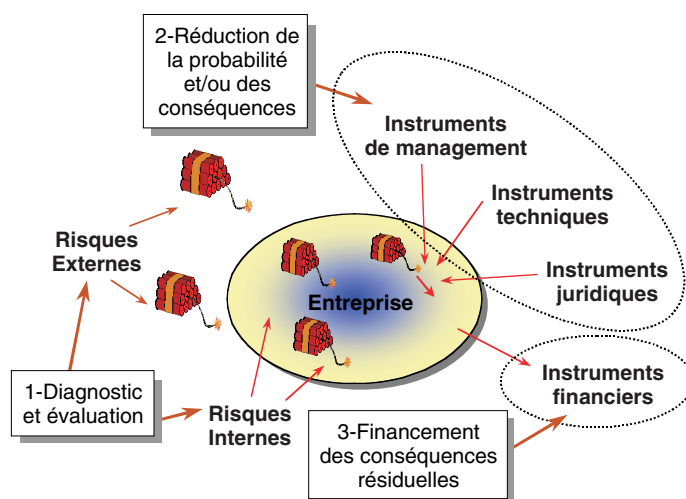 2-Réduction de
la probabilité
et/ou des
conséquences
Instruments
de management
Instruments
techniques
Instruments
juridiques
Risques
Externes
Entreprise
1-Diagnostic
et évaluation
Risques
Internes
Instruments
financiers
3-Financement
des conséquences
résiduelles